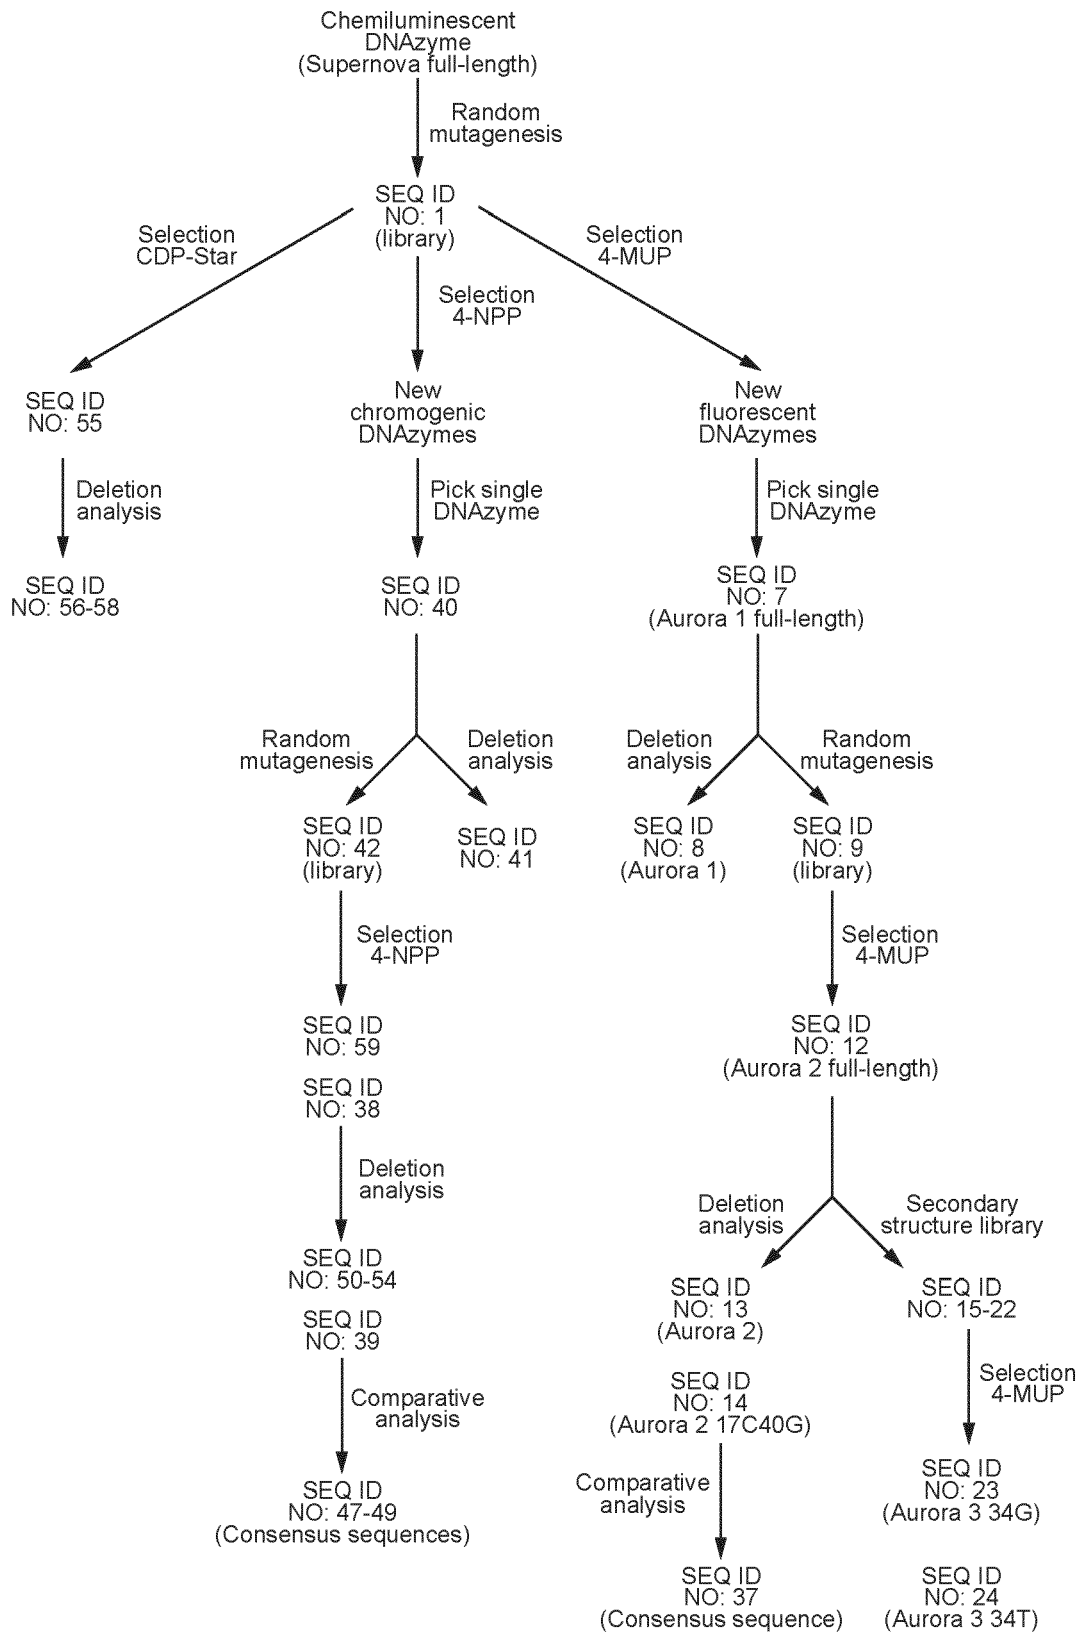 Chemiluminescent
DNAzyme
(Supernova full-length)
Random
mutagenesis
SEQ ID
NO: 1
(library)
Selection
CDP-Star
Selection
4-NPP
Selection
4-MUP
SEQ ID
NO: 55
New
chromogenic
DNAzymes
New
fluorescent
DNAzymes
Deletion
analysis
Pick single
DNAzyme
Pick single
DNAzyme
SEQ ID
NO: 56-58
SEQ ID
NO: 40
SEQ ID
NO: 7
(Aurora 1 full-length)
Random
mutagenesis
Deletion
analysis
Deletion
analysis
Random
mutagenesis
SEQ ID
NO: 42
(library)
SEQ ID
NO: 41
SEQ ID
NO: 8
(Aurora 1)
SEQ ID
NO: 9
(library)
Selection
4-NPP
Selection
4-MUP
SEQ ID
NO: 59
SEQ ID
NO: 38
SEQ ID
NO: 12
(Aurora 2 full-length)
Deletion
analysis
Deletion
analysis
Secondary
structure library
SEQ ID
NO: 50-54
SEQ ID
NO: 39
SEQ ID
NO: 13
(Aurora 2)
SEQ ID
NO: 15-22
SEQ ID
NO: 14
(Aurora 2 17C40G)
Selection
4-MUP
Comparative
analysis
Comparative
analysis
SEQ ID
NO: 47-49
(Consensus sequences)
SEQ ID
NO: 23
(Aurora 3 34G)
SEQ ID
NO: 37
(Consensus sequence)
SEQ ID
NO: 24
(Aurora 3 34T)